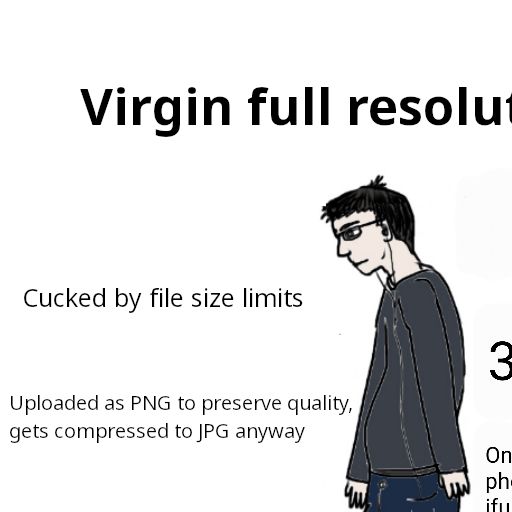 Virgin full resolut
Cucked by file size limits
3
Uploaded as PNG to preserve quality,
gets compressed to JPG anyway
On
pho
ifu